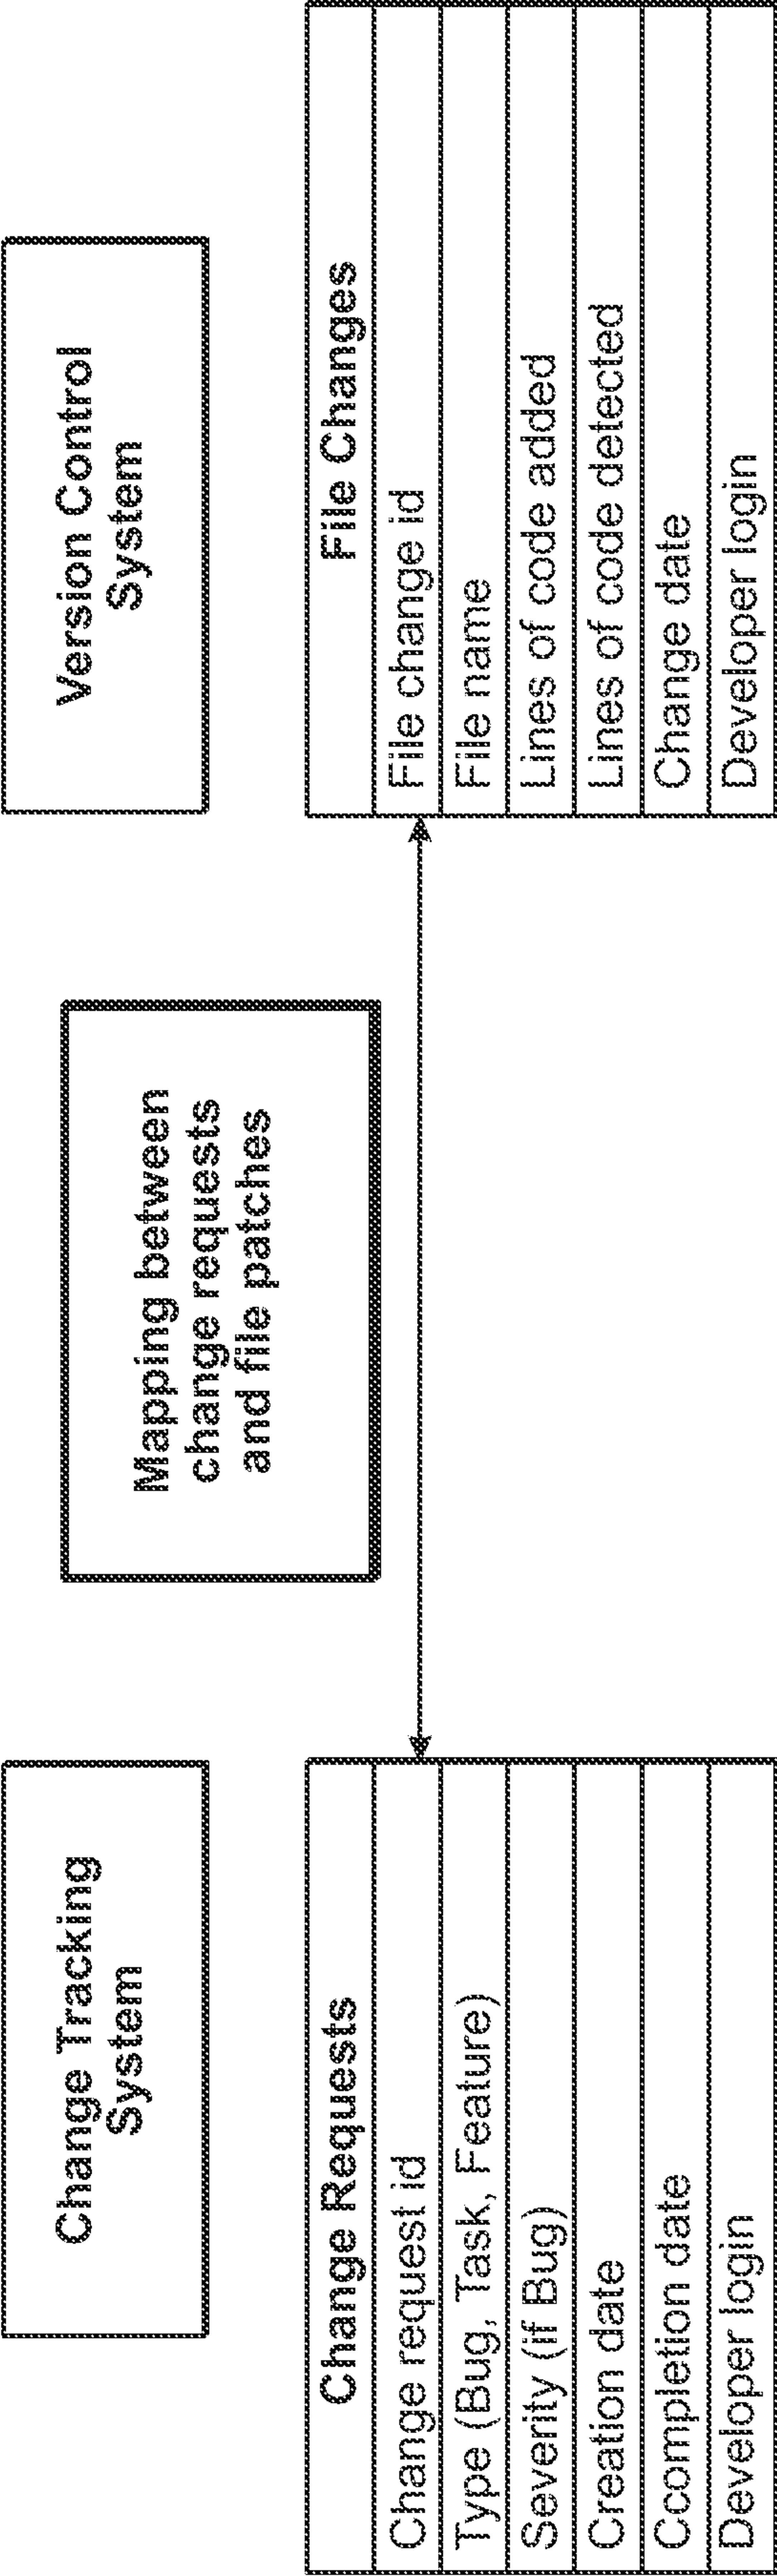 Change Tracking
System
Change Requests
Change request id
Type (Bug, Task, Feature)
Severity (if Bug)
Creation date
Ccompletion date
Developer login
Mapping between
change requests
and file patches
Version Control
System
File Changes
File change id
File name
Lines of code added
Lines of code detected
Change date
Developer login